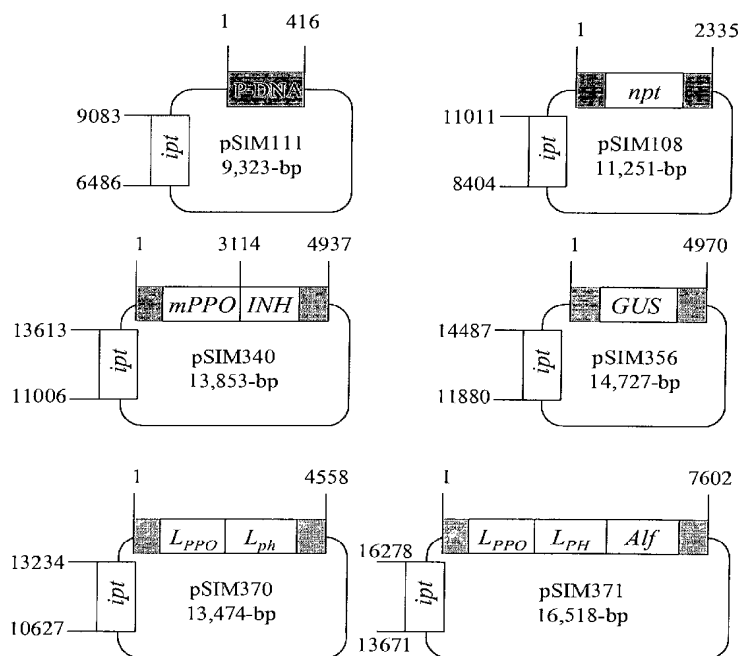 1 416
P-DNA
9083
ipt
6486
pSIM111
9,323-bp
1 2335
npt
11011
ipt
8404
pSIM108
11,251-bp
1 3114 4937
mPPO INH
13613
ipt
11006
pSIM340
13,853-bp
1 4970
GUS
14487
ipt
11880
pSIM356
14,727-bp
1 4558
LPPO Lph
13234
ipt
10627
pSIM370
13,474-bp
1 7602
LPPO LPH Alf
16278
ipt
13671
pSIM371
16,518-bp